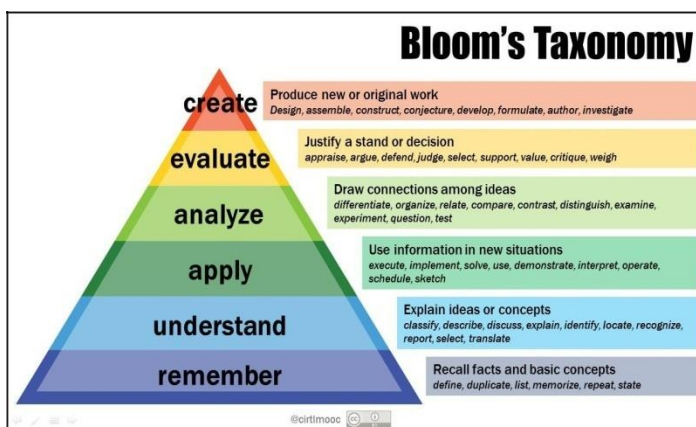 Bloom's Taxonomy
create
Produce new or original work
Design, assemble, construct, conjecture, develop, formulate, author, investigate
evaluate
Justify a stand or decision
appraise, argue, defend, judge, select, support, value, critique, weigh
analyze
Draw connections among ideas
differentiate, organize, relate, compare, contrast, distinguish, examine,
experiment, question, test
apply
Use information in new situations
execute, implement, solve, use, demonstrate, interpret, operate,
schedule, sketch
understand
Explain ideas or concepts
classify, describe, discuss, explain, identify, locate, recognize,
report, select, translate
remember
Recall facts and basic concepts
define, duplicate, list, memorize, repeat, state
@cirtlmooc